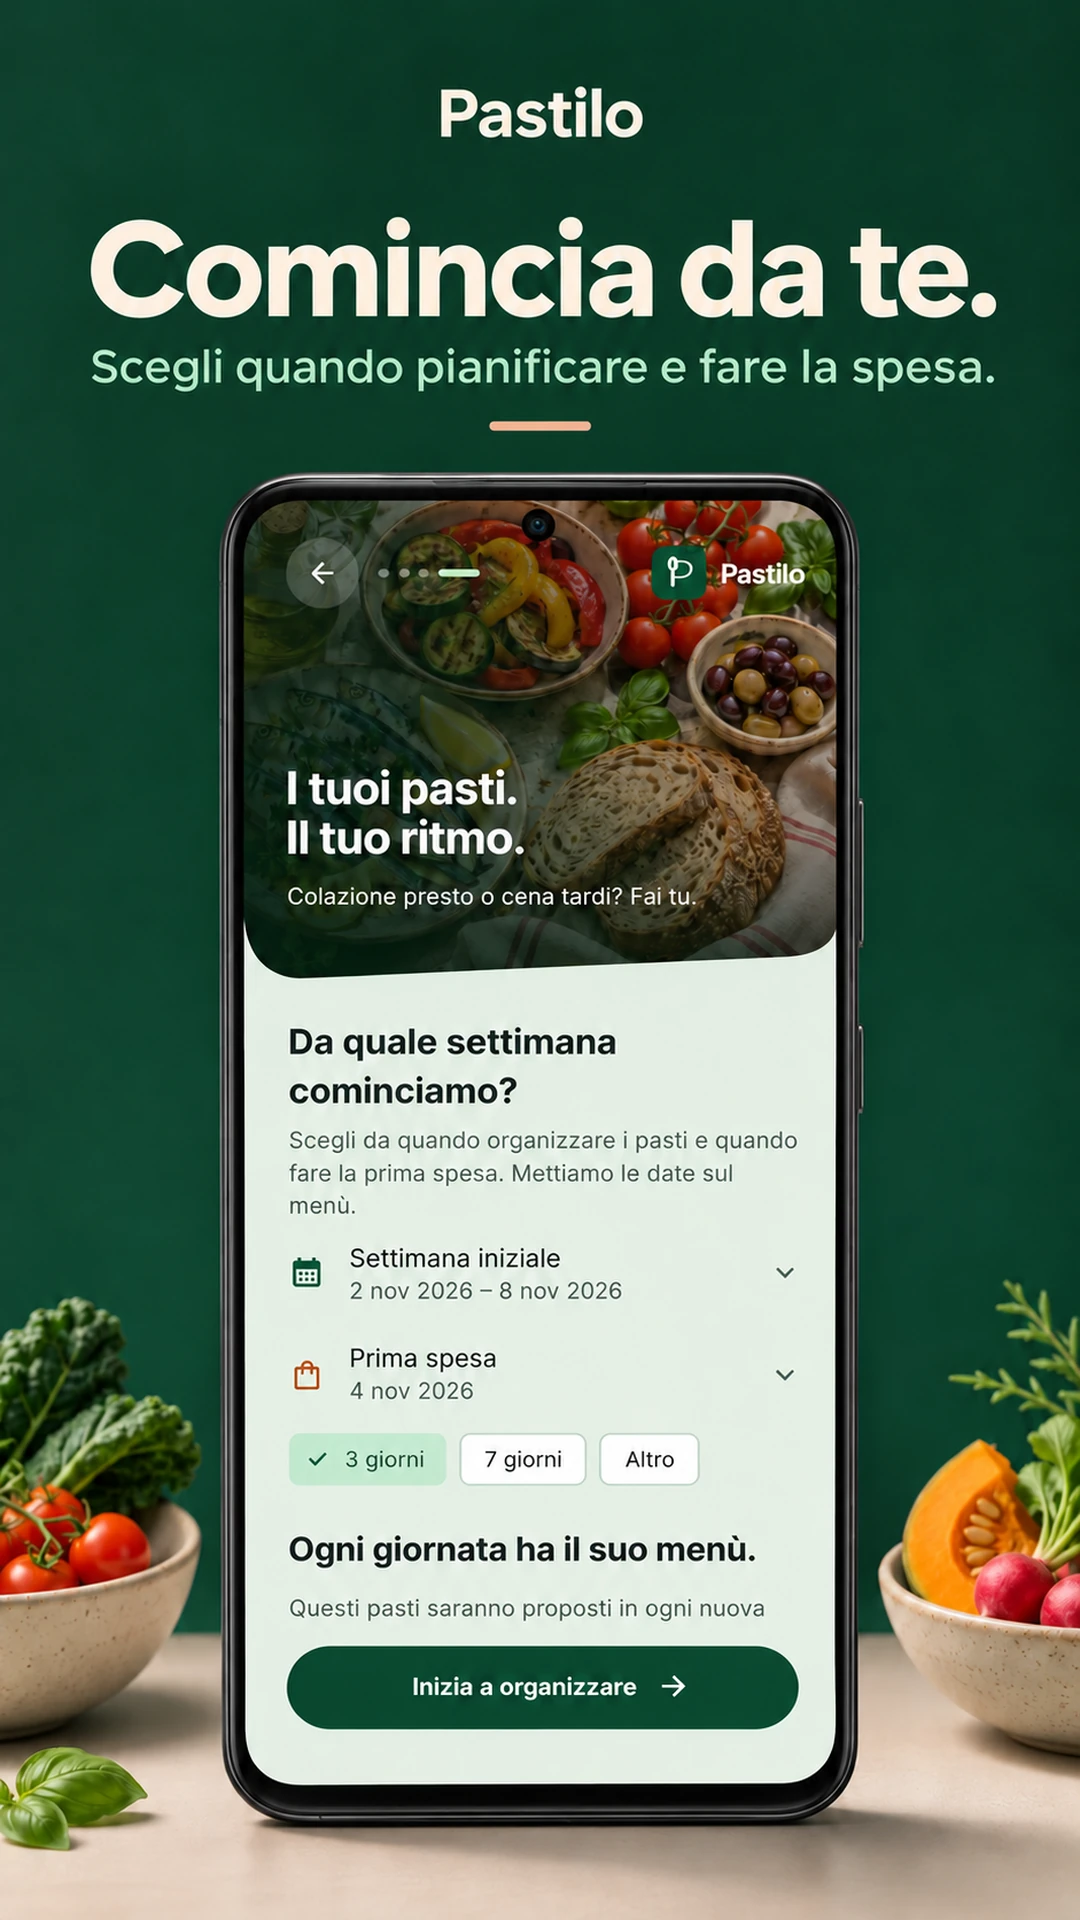 Pastilo
Comincia da te.
Scegli quando pianificare e fare la spesa.
Pastilo
I tuoi pasti.
Il tuo ritmo.
Colazione presto o cena tardi? Fai tu.
Da quale settimana
cominciamo?
Scegli da quando organizzare i pasti e quando
fare la prima spesa. Mettiamo le date sul
menù.
Settimana iniziale
2 nov 2026 – 8 nov 2026
Prima spesa
4 nov 2026
3 giorni
7 giorni
Altro
Ogni giornata ha il suo menù.
Questi pasti saranno proposti in ogni nuova
Inizia a organizzare